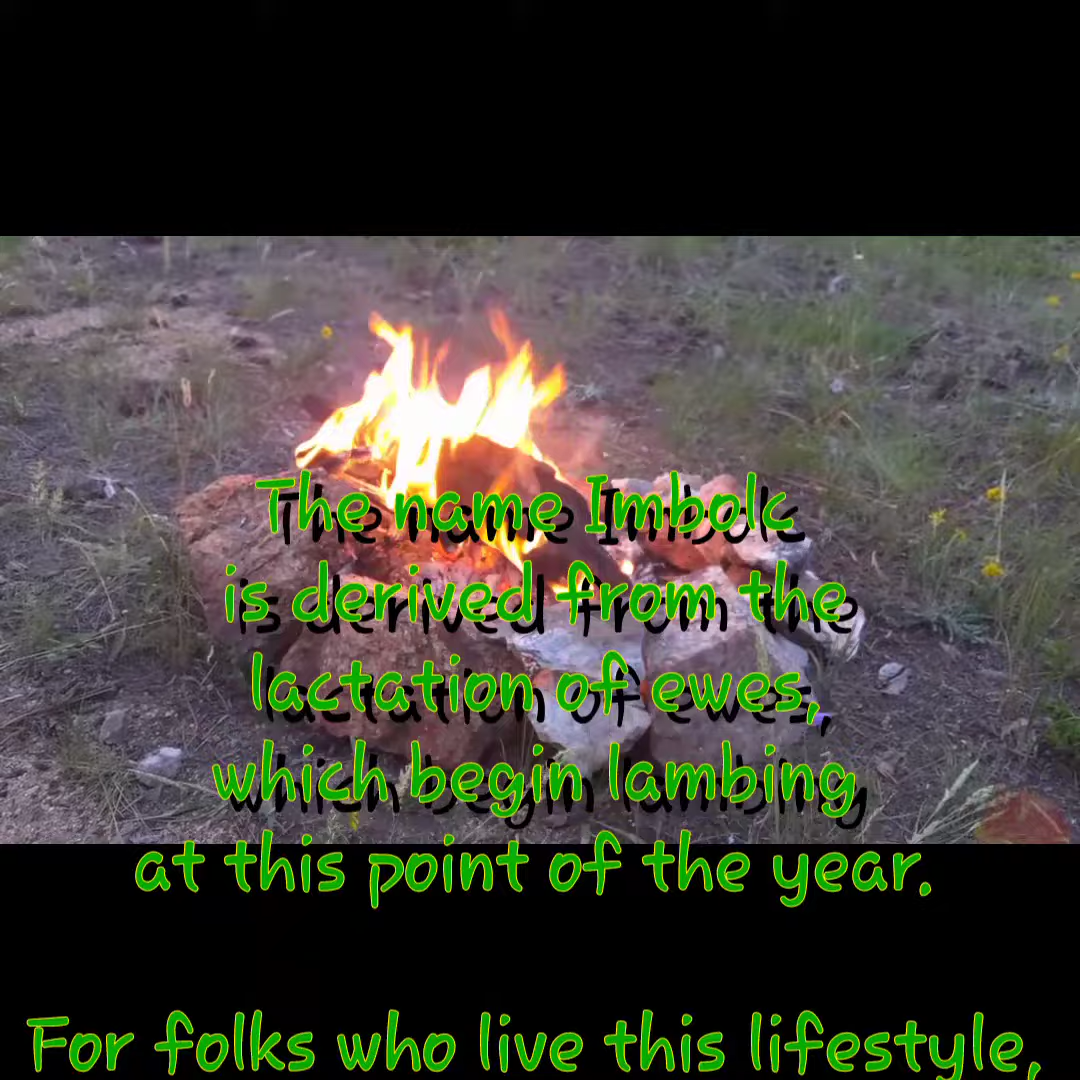 The name Imbolc
is derived from the
lactation of ewes,
which begin lambing
at this point of the year.
For folks who live this lifestyle,